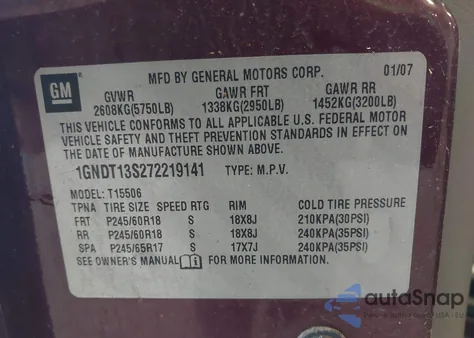 MFD BY GENERAL MOTORS CORP. 01/07
GM
GVWR GAWR FRT GAWR RR
2608KG(5750LB) 1338KG(2950LB) 1452KG(3200LB)
THIS VEHICLE CONFORMS TO ALL APPLICABLE U.S. FEDERAL MOTOR
VEHICLE SAFETY AND THEFT PREVENTION STANDARDS IN EFFECT ON
THE DATE OF MANUFACTURE SHOWN ABOVE.
1GNDT13S272219141 TYPE: M.P.V.
MODEL: T15506
TPNA TIRE SIZE SPEED RTG RIM COLD TIRE PRESSURE
FRT P245/60R18 S 18X8J 210KPA(30PSI)
RR P245/60R18 S 18X8J 240KPA(35PSI)
SPA P245/65R17 S 17X7J 240KPA(35PSI)
SEE OWNER'S MANUAL FOR MORE INFORMATION.
autoSnap